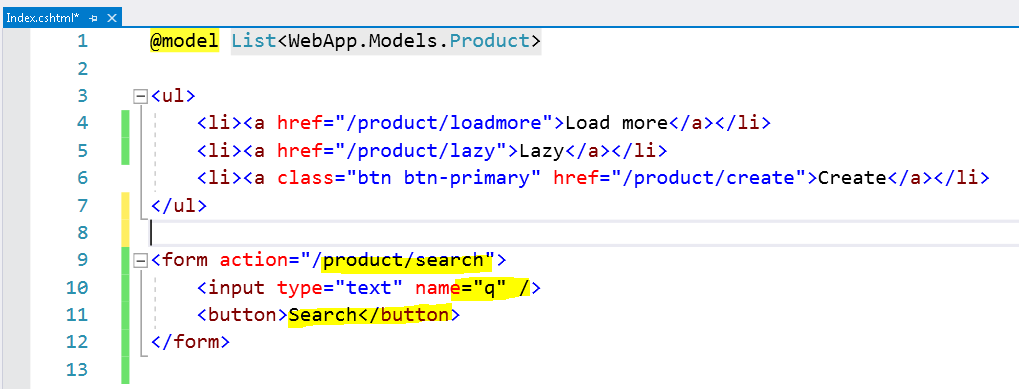 Index.cshtml*
1 @model List<WebApp.Models.Product>
2
3 <ul>
4 <li><a href="/product/loadmore">Load more</a></li>
5 <li><a href="/product/lazy">Lazy</a></li>
6 <li><a class="btn btn-primary" href="/product/create">Create</a></li>
7 </ul>
8
9 <form action="/product/search">
10 <input type="text" name="q" />
11 <button>Search</button>
12 </form>
13